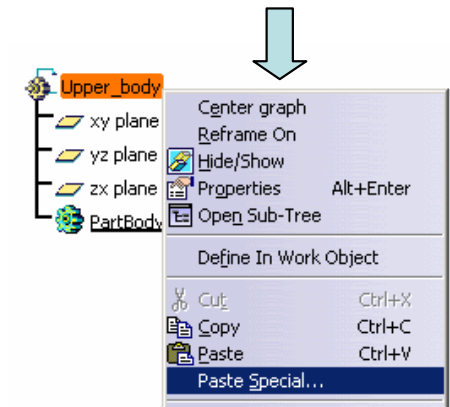 Upper_body
xy plane
yz plane
zx plane
PartBody
Center graph
Reframe On
Hide/Show
Properties Alt+Enter
Open Sub-Tree
Define In Work Object
Cut Ctrl+X
Copy Ctrl+C
Paste Ctrl+V
Paste Special...